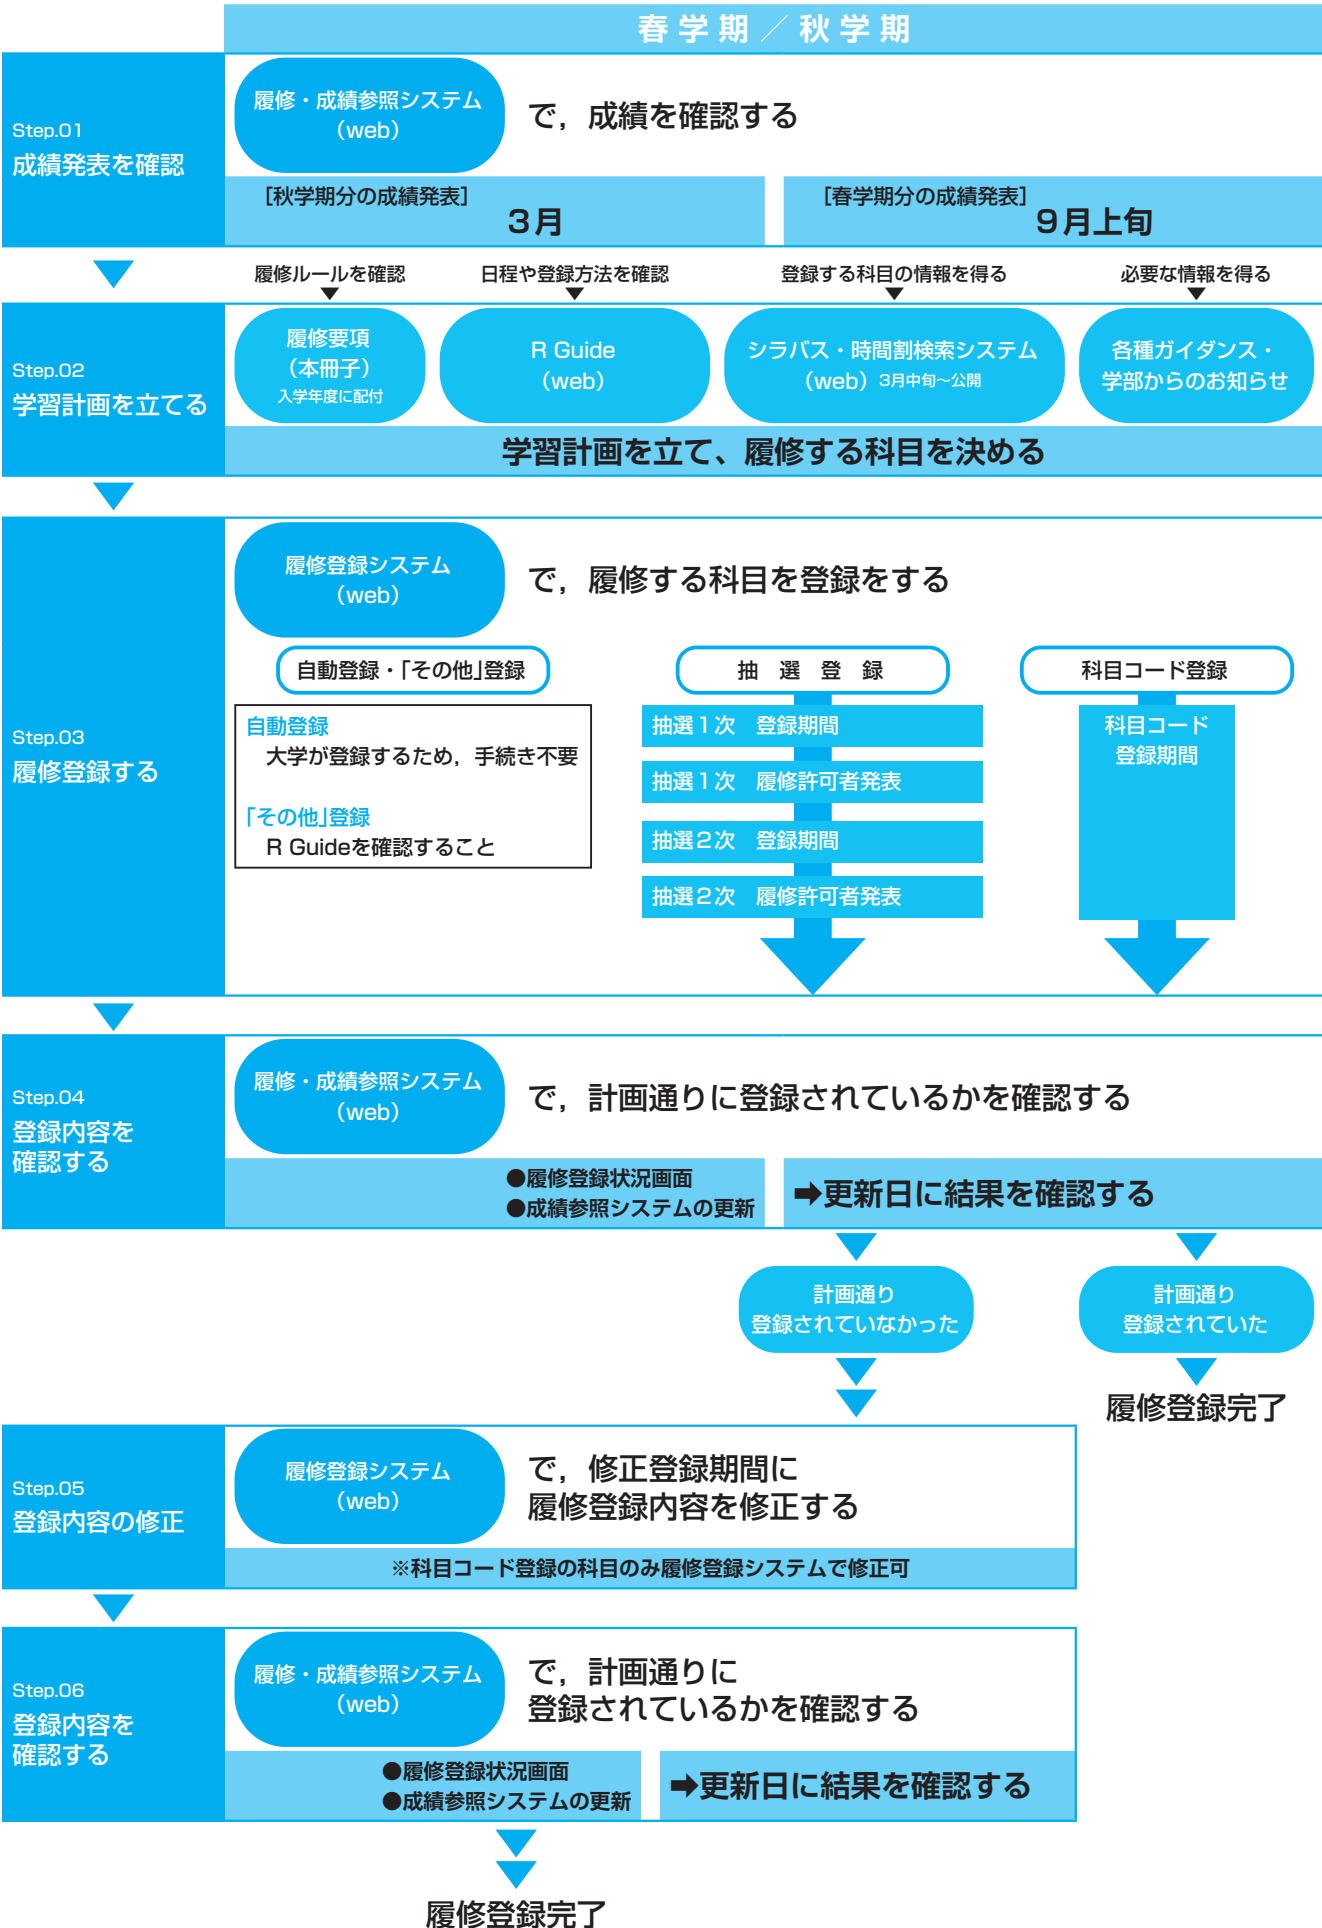 春学期／秋学期
Step.01
成績発表を確認
履修・成績参照システム
（web）
で，成績を確認する
［秋学期分の成績発表］
3月
［春学期分の成績発表］
9月上旬
履修ルールを確認
日程や登録方法を確認
登録する科目の情報を得る
必要な情報を得る
Step.02
学習計画を立てる
履修要項
（本冊子）
入学年度に配付
R Guide
（web）
シラバス・時間割検索システム
（web）3月中旬～公開
各種ガイダンス・
学部からのお知らせ
学習計画を立て、履修する科目を決める
Step.03
履修登録する
履修登録システム
（web）
で，履修する科目を登録をする
自動登録・「その他」登録
自動登録
大学が登録するため，手続き不要
「その他」登録
R Guideを確認すること
抽　選　登　録
抽選1次　登録期間
抽選1次　履修許可者発表
抽選2次　登録期間
抽選2次　履修許可者発表
科目コード登録
科目コード
登録期間
Step.04
登録内容を
確認する
履修・成績参照システム
（web）
で，計画通りに登録されているかを確認する
●履修登録状況画面
●成績参照システムの更新
➡更新日に結果を確認する
計画通り
登録されていなかった
計画通り
登録されていた
履修登録完了
Step.05
登録内容の修正
履修登録システム
（web）
で，修正登録期間に
履修登録内容を修正する
※科目コード登録の科目のみ履修登録システムで修正可
Step.06
登録内容を
確認する
履修・成績参照システム
（web）
で，計画通りに
登録されているかを確認する
●履修登録状況画面
●成績参照システムの更新
➡更新日に結果を確認する
履修登録完了